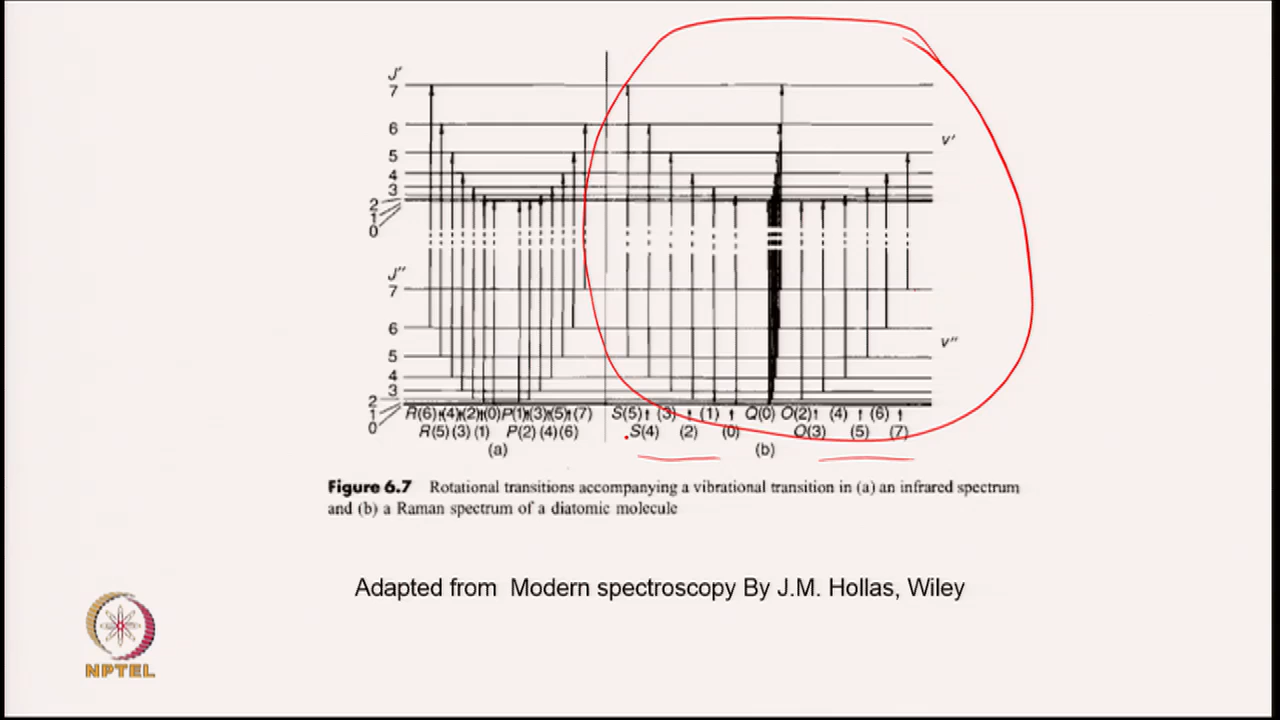 J'
7
6
5
4
3
2
1
0
v'
J''
7
6
5
4
3
2
1
0
v''
R(6) (4) (2) (0) P(1) (3) (5) (7) S(5) (3) (1) Q(0) O(2) (4) (6)
R(5) (3) (1) P(2) (4) (6) S(4) (2) (0) O(3) (5) (7)
(a) (b)
Figure 6.7 Rotational transitions accompanying a vibrational transition in (a) an infrared spectrum
and (b) a Raman spectrum of a diatomic molecule
Adapted from Modern spectroscopy By J.M. Hollas, Wiley
NPTEL